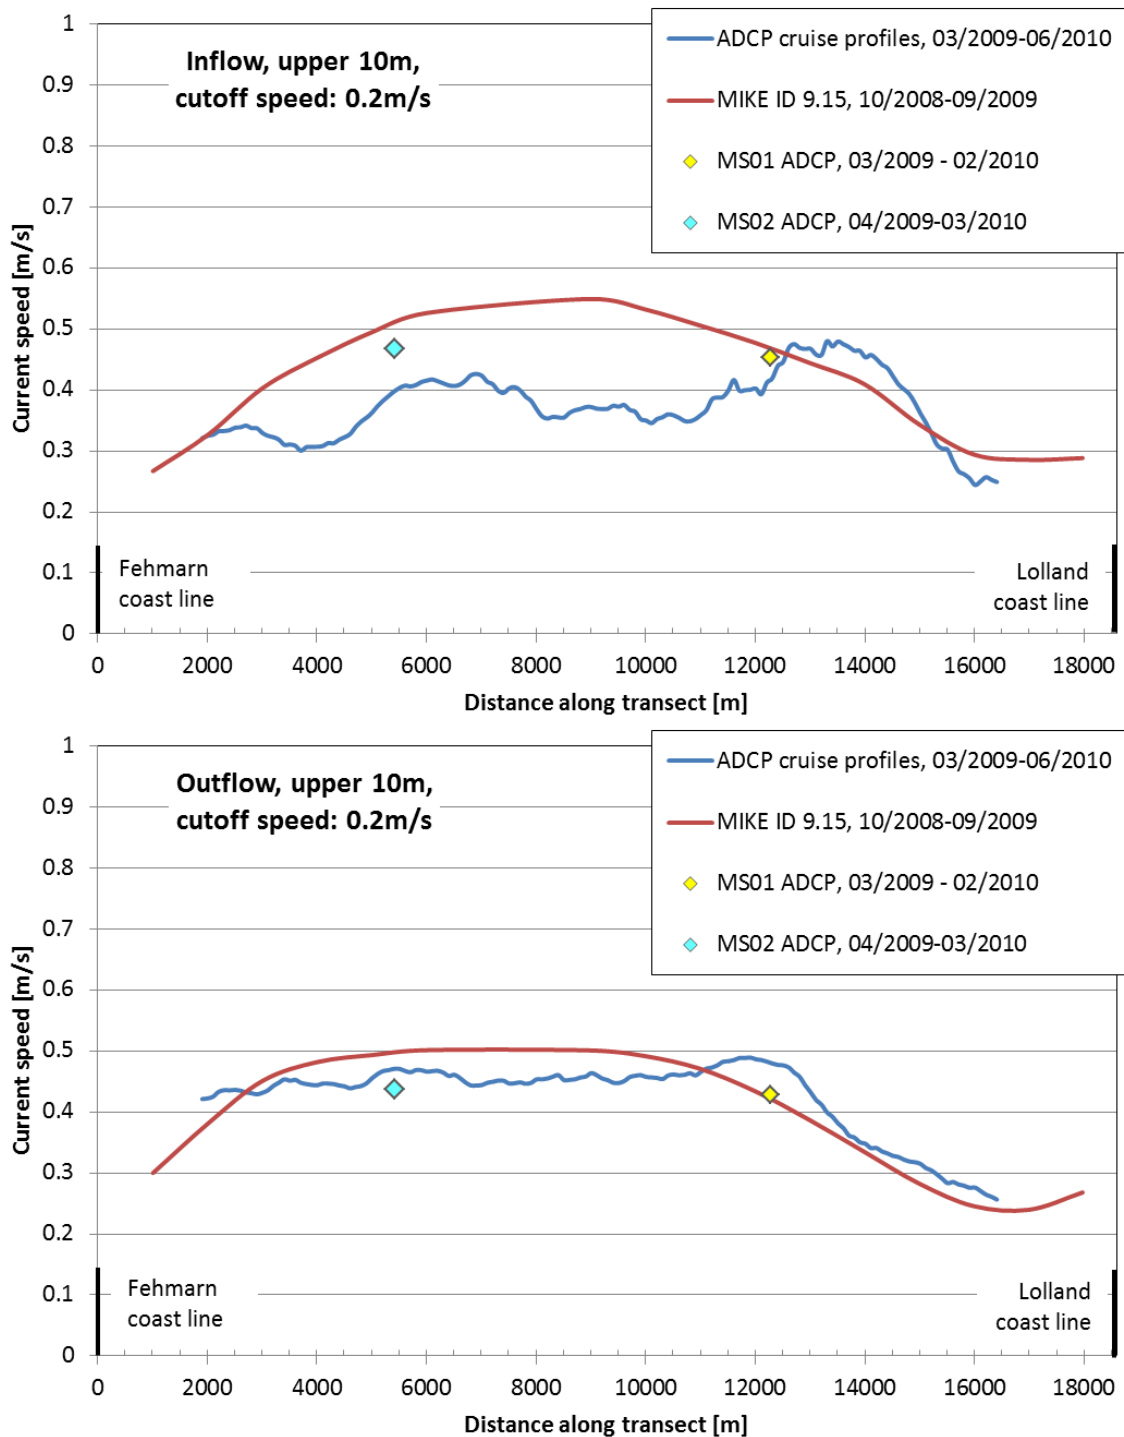 Inflow, upper 10m,
cutoff speed: 0.2m/s
ADCP cruise profiles, 03/2009-06/2010
MIKE ID 9.15, 10/2008-09/2009
MS01 ADCP, 03/2009 - 02/2010
MS02 ADCP, 04/2009-03/2010
Current speed [m/s]
1
0.9
0.8
0.7
0.6
0.5
0.4
0.3
0.2
0.1
0
Fehmarn
coast line
Lolland
coast line
0 2000 4000 6000 8000 10000 12000 14000 16000 18000
Distance along transect [m]
Outflow, upper 10m,
cutoff speed: 0.2m/s
ADCP cruise profiles, 03/2009-06/2010
MIKE ID 9.15, 10/2008-09/2009
MS01 ADCP, 03/2009 - 02/2010
MS02 ADCP, 04/2009-03/2010
Current speed [m/s]
1
0.9
0.8
0.7
0.6
0.5
0.4
0.3
0.2
0.1
0
Fehmarn
coast line
Lolland
coast line
0 2000 4000 6000 8000 10000 12000 14000 16000 18000
Distance along transect [m]